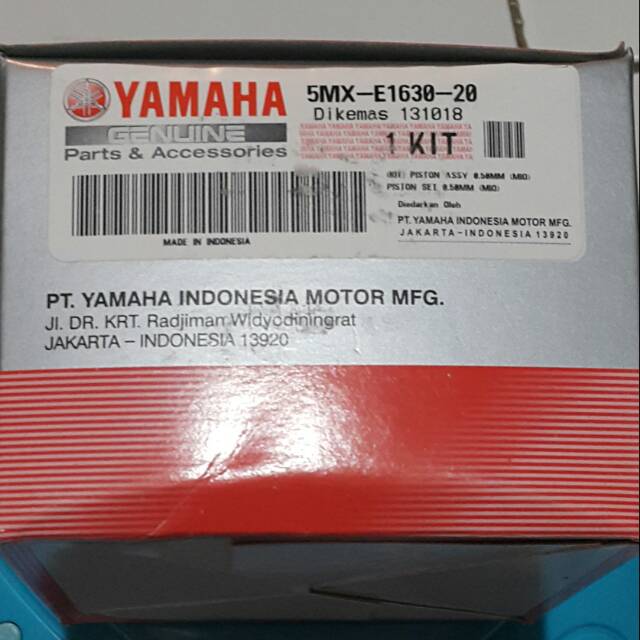 YAMAHA
GENUINE
Parts & Accessories
5MX-E1630-20
Dikemas 131018
1 KIT
PISTON ASSY 0.50MM
PISTON SET 0.50MM
Diedarkan Oleh
PT. YAMAHA INDONESIA MOTOR MFG.
JAKARTA-INDONESIA 13920
MADE IN INDONESIA
PT. YAMAHA INDONESIA MOTOR MFG.
Jl. DR. KRT. Radjiman Widyodiningrat
JAKARTA – INDONESIA 13920